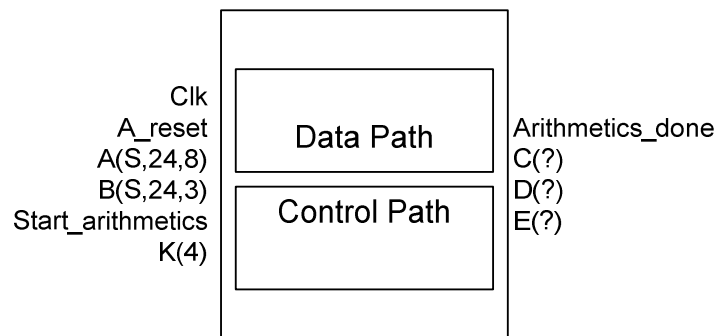 Clk
A_reset
A(S,24,8)
B(S,24,3)
Start_arithmetics
K(4)
Data Path
Control Path
Arithmetics_done
C(?)
D(?)
E(?)